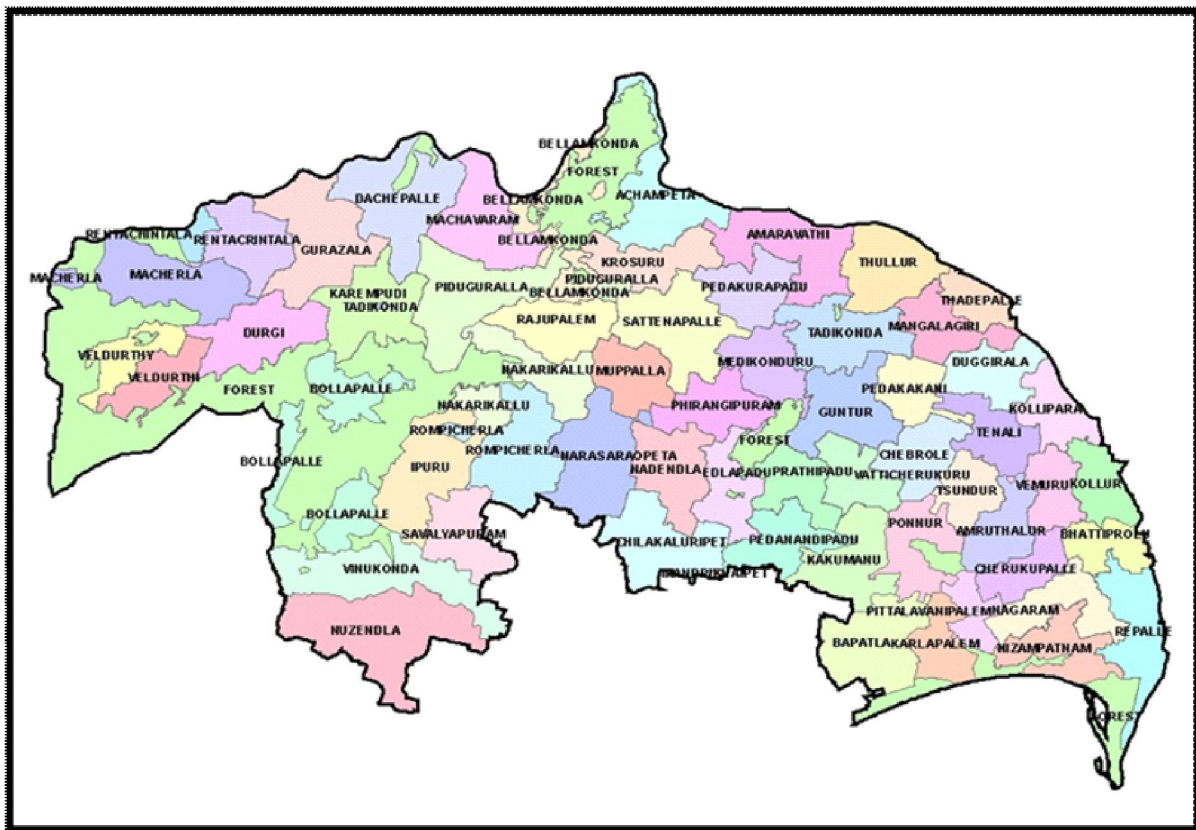 BELLAMKONDA
FOREST
DACHEPALLE
BELLAMKONDA
ACHAMPETA
MACHAVARAM
RENTACHINTALA
RENTACRINTALA
GURAZALA
BELLAMKONDA
AMARAVATHI
KROSURU
THULLUR
MACHERLA
MACHERLA
PIDUGURALLA
PIDUGURALLA
BELLAMKONDA
PEDAKURAPADU
KAREMPUDI
TADIKONDA
THADEPALLE
RAJUPALEM
SATTENAPALLE
DURGI
TADIKONDA
MANGALAGIRI
VELDURTHY
VELDURTHI
FOREST
BOLLAPALLE
NAKARIKALLU
MUPPALLA
MEDIKONDURU
DUGGIRALA
PEDAKAKANI
NAKARIKALLU
PHIRANGIPURAM
GUNTUR
KOLLIPARA
ROMPICHERLA
ROMPICHERLA
FOREST
TENALI
BOLLAPALLE
IPURU
NARASARAOPETA
NADENDLA
EDLAPADU
PRATHIPADU
VATTICHERUKURU
CHEBROLE
TSUNDUR
VEMURU
KOLLUR
BOLLAPALLE
SAVALYAPURAM
PONNUR
AMRUTHALUR
BHATTIPROLU
CHILAKALURIPET
PEDANANDIPADU
KAKUMANU
VINUKONDA
CHERUKUPALLE
PITTALAVANIPALEM
NAGARAM
NUZENDLA
BAPATLA
KARLAPALEM
NIZAMPATNAM
REPALLE
FOREST